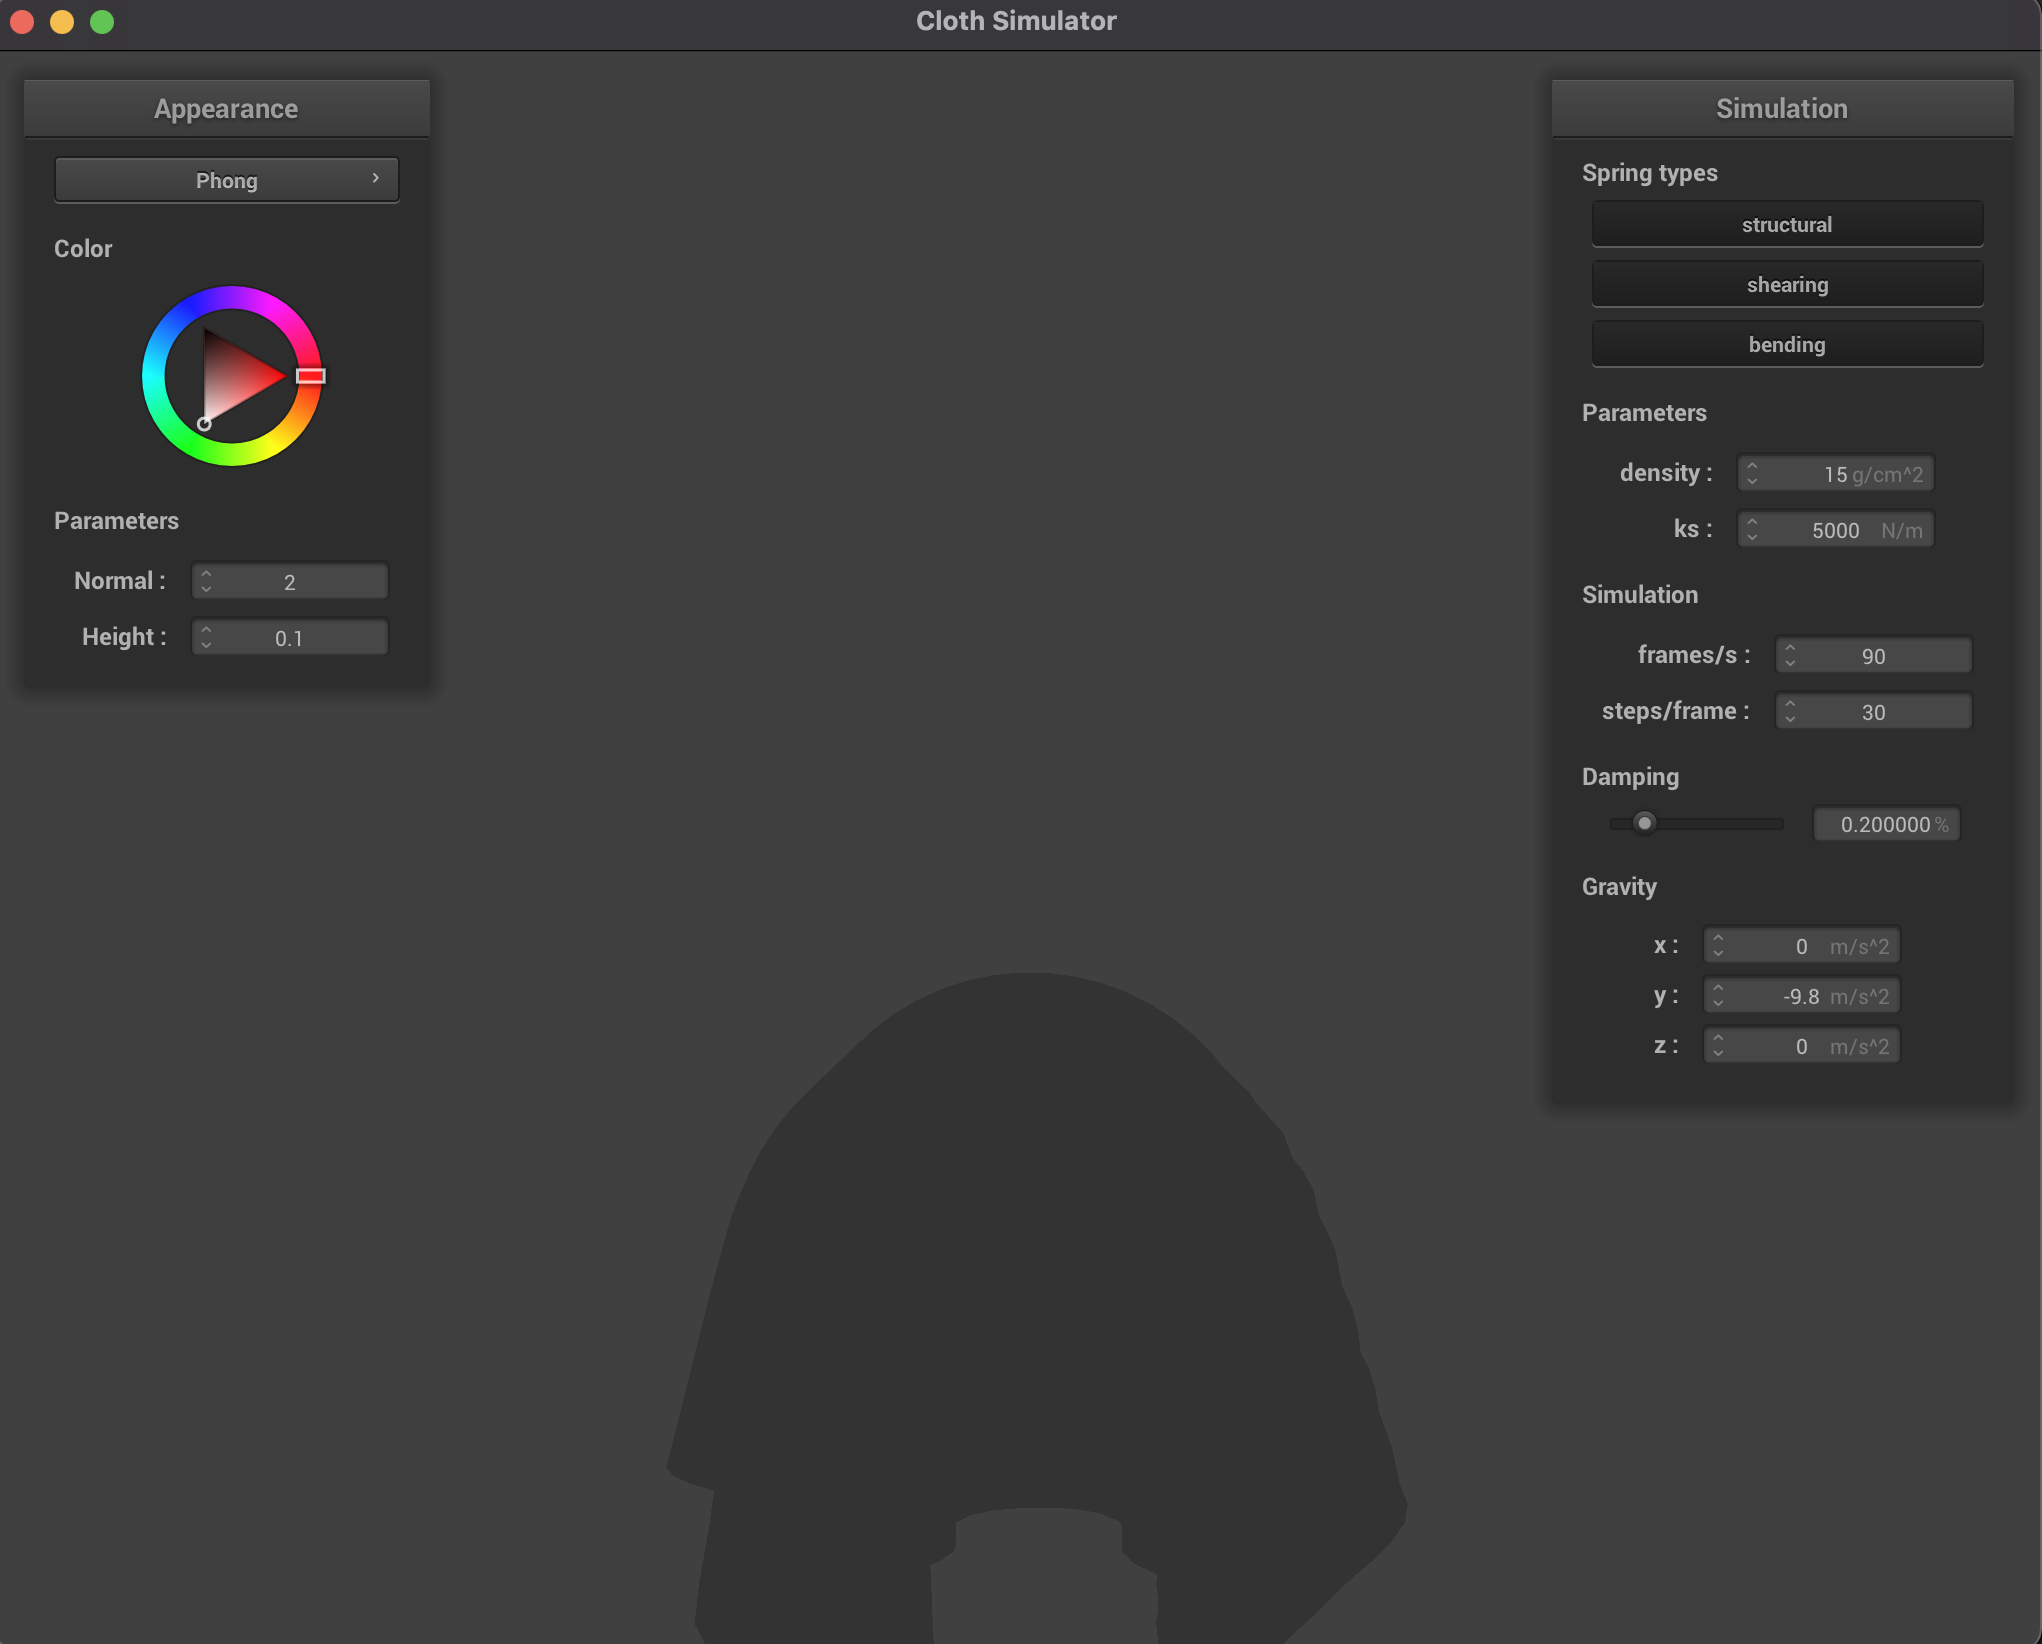 Cloth Simulator
Appearance
Phong
Color
Parameters
Normal : 2
Height : 0.1
Simulation
Spring types
structural
shearing
bending
Parameters
density : 15 g/cm^2
ks : 5000 N/m
Simulation
frames/s : 90
steps/frame : 30
Damping
0.200000 %
Gravity
x : 0 m/s^2
y : -9.8 m/s^2
z : 0 m/s^2